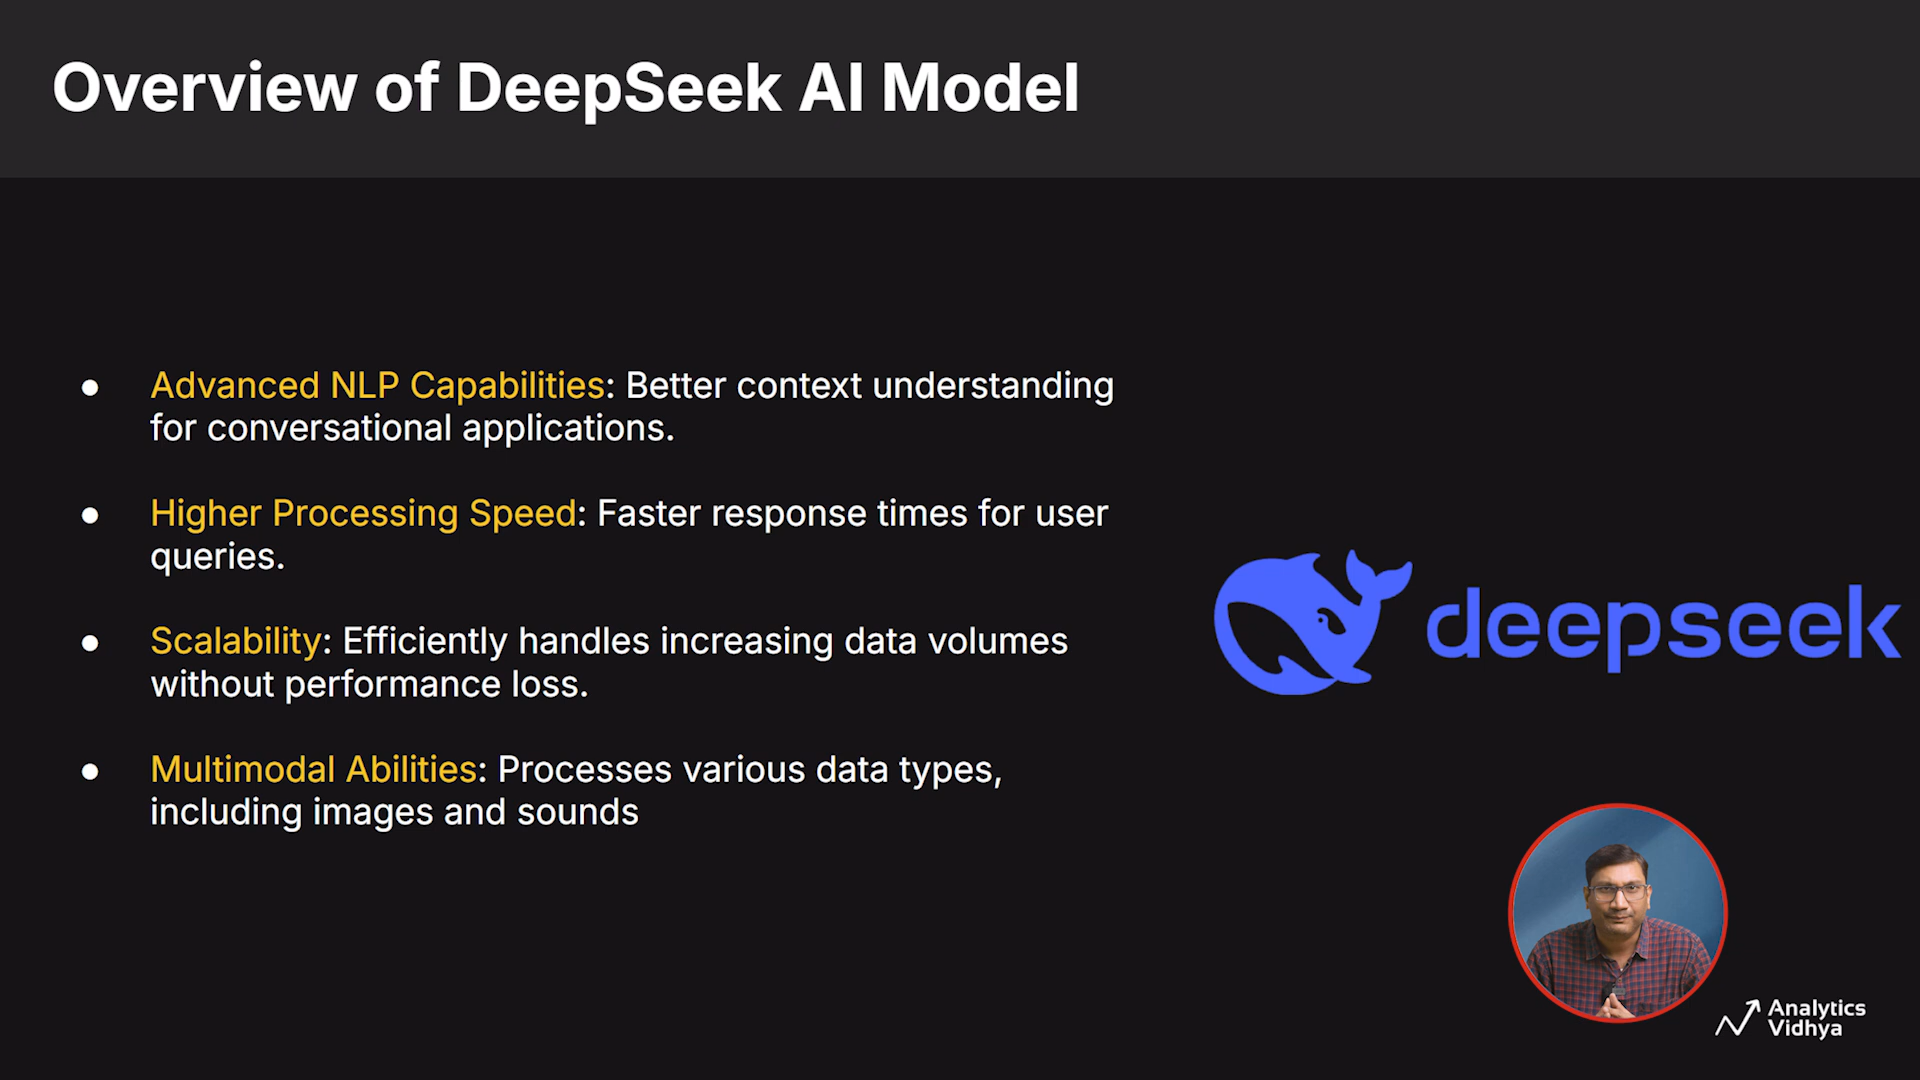 Overview of DeepSeek AI Model
● Advanced NLP Capabilities: Better context understanding
for conversational applications.
● Higher Processing Speed: Faster response times for user
queries.
● Scalability: Efficiently handles increasing data volumes
without performance loss.
● Multimodal Abilities: Processes various data types,
including images and sounds
deepseek
Analytics
Vidhya